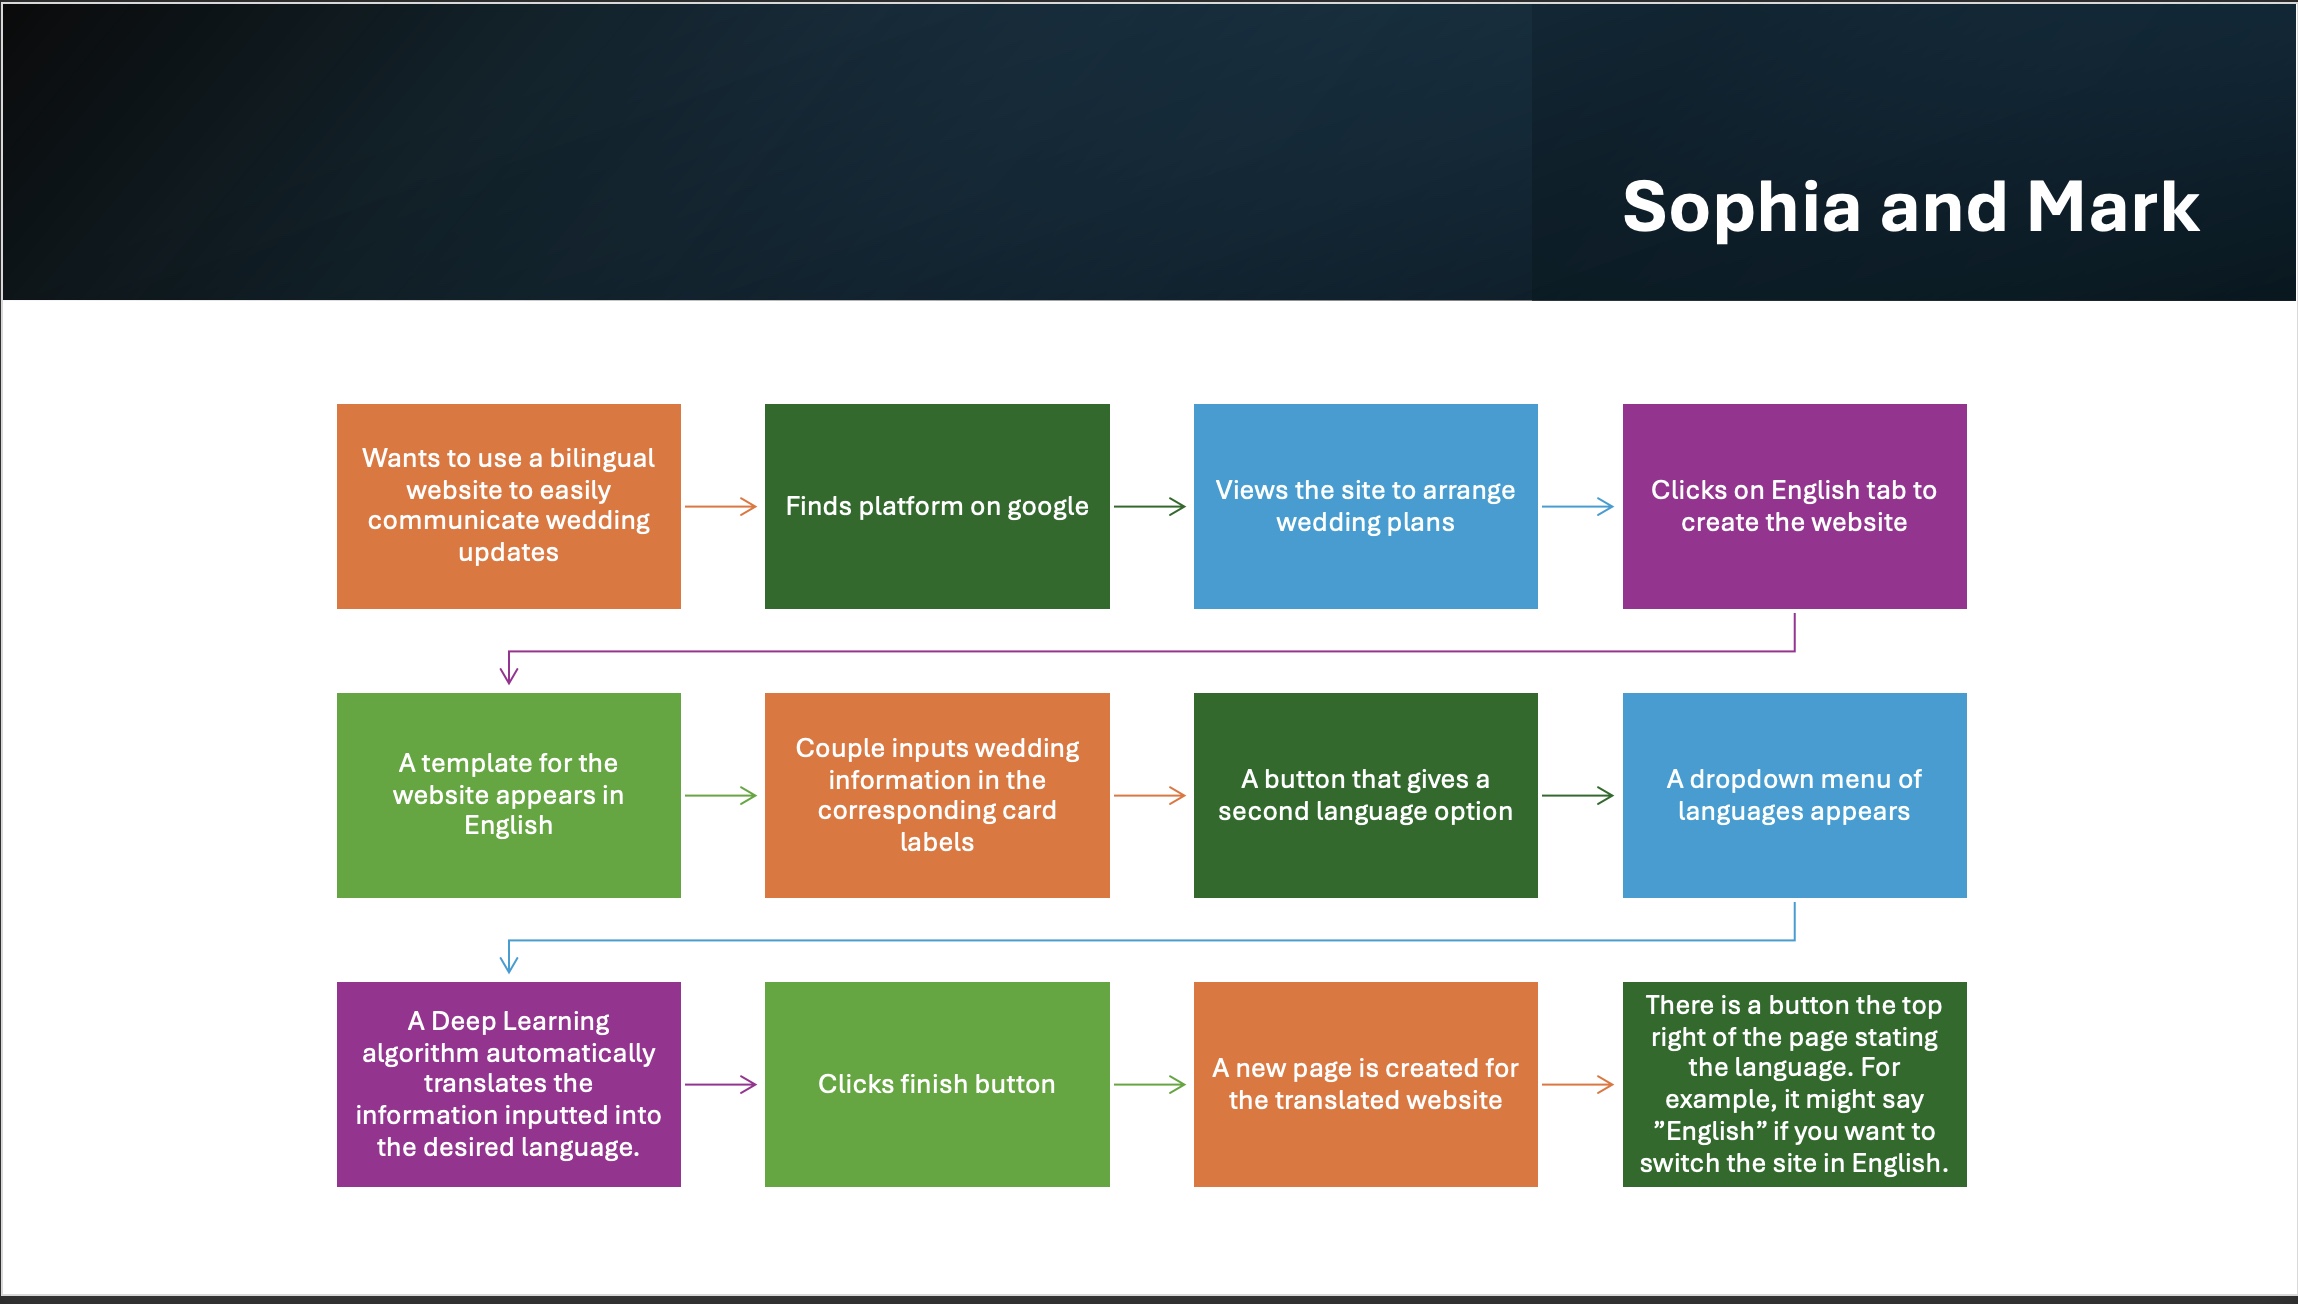 Sophia and Mark
Wants to use a bilingual
website to easily
communicate wedding
updates
Finds platform on google
Views the site to arrange
wedding plans
Clicks on English tab to
create the website
A template for the
website appears in
English
Couple inputs wedding
information in the
corresponding card
labels
A button that gives a
second language option
A dropdown menu of
languages appears
A Deep Learning
algorithm automatically
translates the
information inputted into
the desired language.
Clicks finish button
A new page is created for
the translated website
There is a button the top
right of the page stating
the language. For
example, it might say
”English” if you want to
switch the site in English.